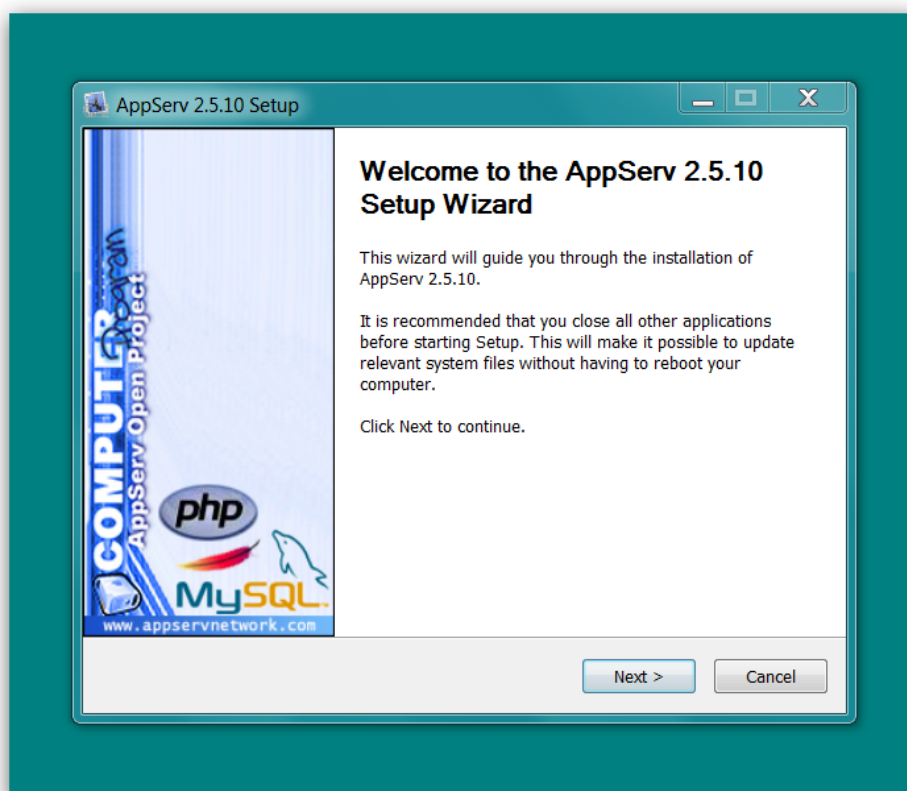 AppServ 2.5.10 Setup
Welcome to the AppServ 2.5.10
Setup Wizard
This wizard will guide you through the installation of
AppServ 2.5.10.
It is recommended that you close all other applications
before starting Setup. This will make it possible to update
relevant system files without having to reboot your
computer.
Click Next to continue.
COMPUTER
Program
AppServ Open Project
php
MySQL
www.appservnetwork.com
Next >
Cancel